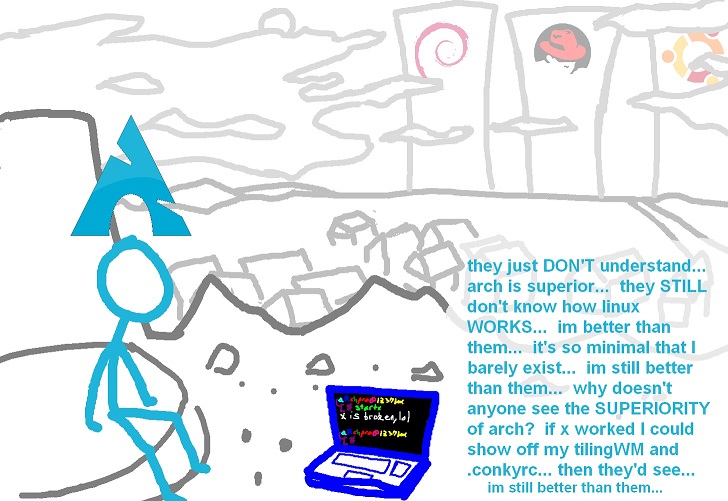 they just DON'T understand...
arch is superior... they STILL
don't know how linux
WORKS... im better than
them... it's so minimal that I
barely exist... im still better
than them... why doesn't
anyone see the SUPERIORITY
of arch? if x worked I could
show off my tilingWM and
.conkyrc... then they'd see...
im still better than them...
startx
x is broken, lol